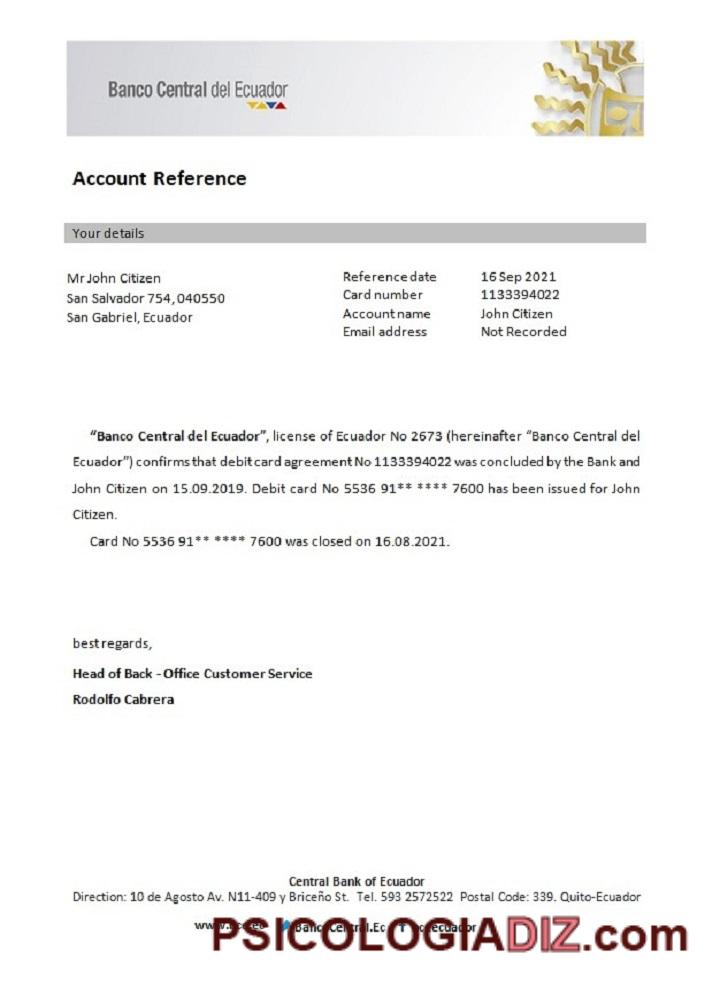 Banco Central del Ecuador
Account Reference
Your details
Mr John Citizen
San Salvador 754, 040550
San Gabriel, Ecuador
Reference date 16 Sep 2021
Card number 1133394022
Account name John Citizen
Email address Not Recorded
“Banco Central del Ecuador”, license of Ecuador No 2673 (hereinafter “Banco Central del
Ecuador”) confirms that debit card agreement No 1133394022 was concluded by the Bank and
John Citizen on 15.09.2019. Debit card No 5536 91** **** 7600 has been issued for John
Citizen.
Card No 5536 91** **** 7600 was closed on 16.08.2021.
best regards,
Head of Back - Office Customer Service
Rodolfo Cabrera
Central Bank of Ecuador
Direction: 10 de Agosto Av. N11-409 y Briceño St. Tel. 593 2572522 Postal Code: 339. Quito-Ecuador
PSICOLOGIADIZ.com